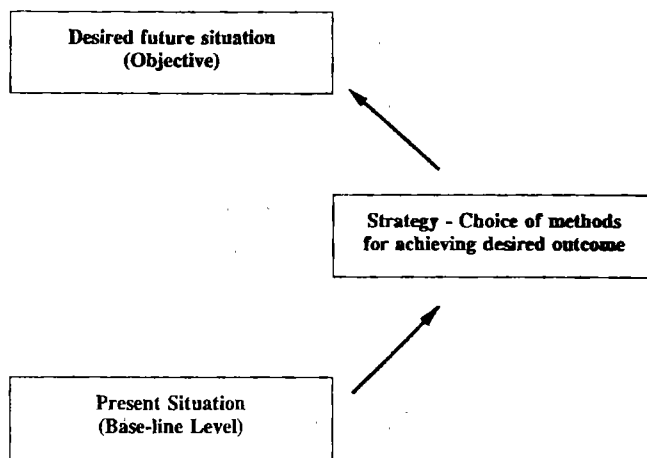 Desired future situation
(Objective)
Strategy - Choice of methods
for achieving desired outcome
Present Situation
(Base-line Level)